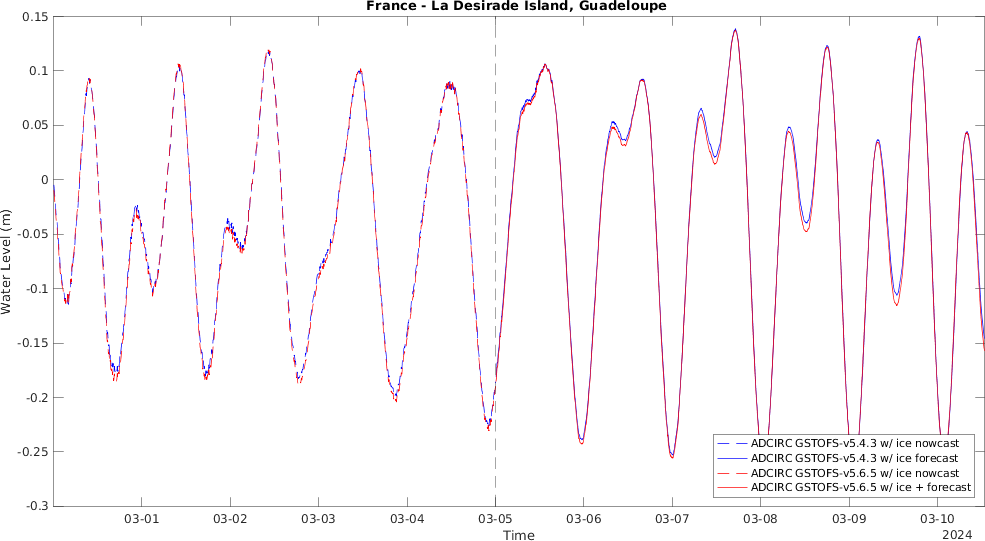 France - La Desirade Island, Guadeloupe
Water Level (m)
0.15
0.1
0.05
0
-0.05
-0.1
-0.15
-0.2
-0.25
-0.3
ADCIRC GSTOFS-v5.4.3 w/ ice nowcast
ADCIRC GSTOFS-v5.4.3 w/ ice forecast
ADCIRC GSTOFS-v5.6.5 w/ ice nowcast
ADCIRC GSTOFS-v5.6.5 w/ ice + forecast
03-01 03-02 03-03 03-04 03-05 03-06 03-07 03-08 03-09 03-10
Time
2024